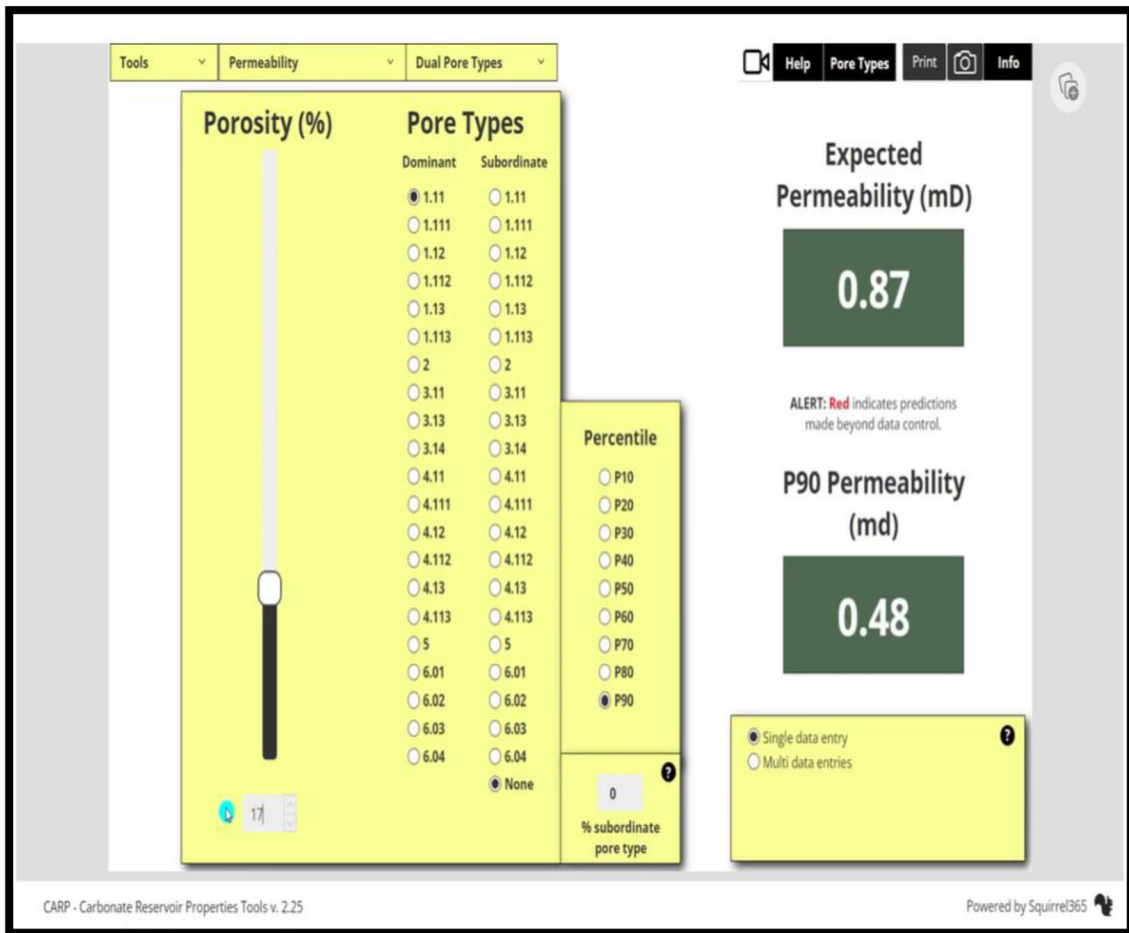 Tools Permeability Dual Pore Types
Help Pore Types Print Info
Porosity (%)
Pore Types
Dominant Subordinate
1.11 1.11
1.111 1.111
1.12 1.12
1.112 1.112
1.13 1.13
1.113 1.113
2 2
3.11 3.11
3.13 3.13
3.14 3.14
4.11 4.11
4.111 4.111
4.12 4.12
4.112 4.112
4.13 4.13
4.113 4.113
5 5
6.01 6.01
6.02 6.02
6.03 6.03
6.04 6.04
None
17
Percentile
P10
P20
P30
P40
P50
P60
P70
P80
P90
?
0
% subordinate
pore type
Expected
Permeability (mD)
0.87
ALERT: Red indicates predictions
made beyond data control.
P90 Permeability
(md)
0.48
Single data entry ?
Multi data entries
CARP - Carbonate Reservoir Properties Tools v. 2.25
Powered by Squirrel365